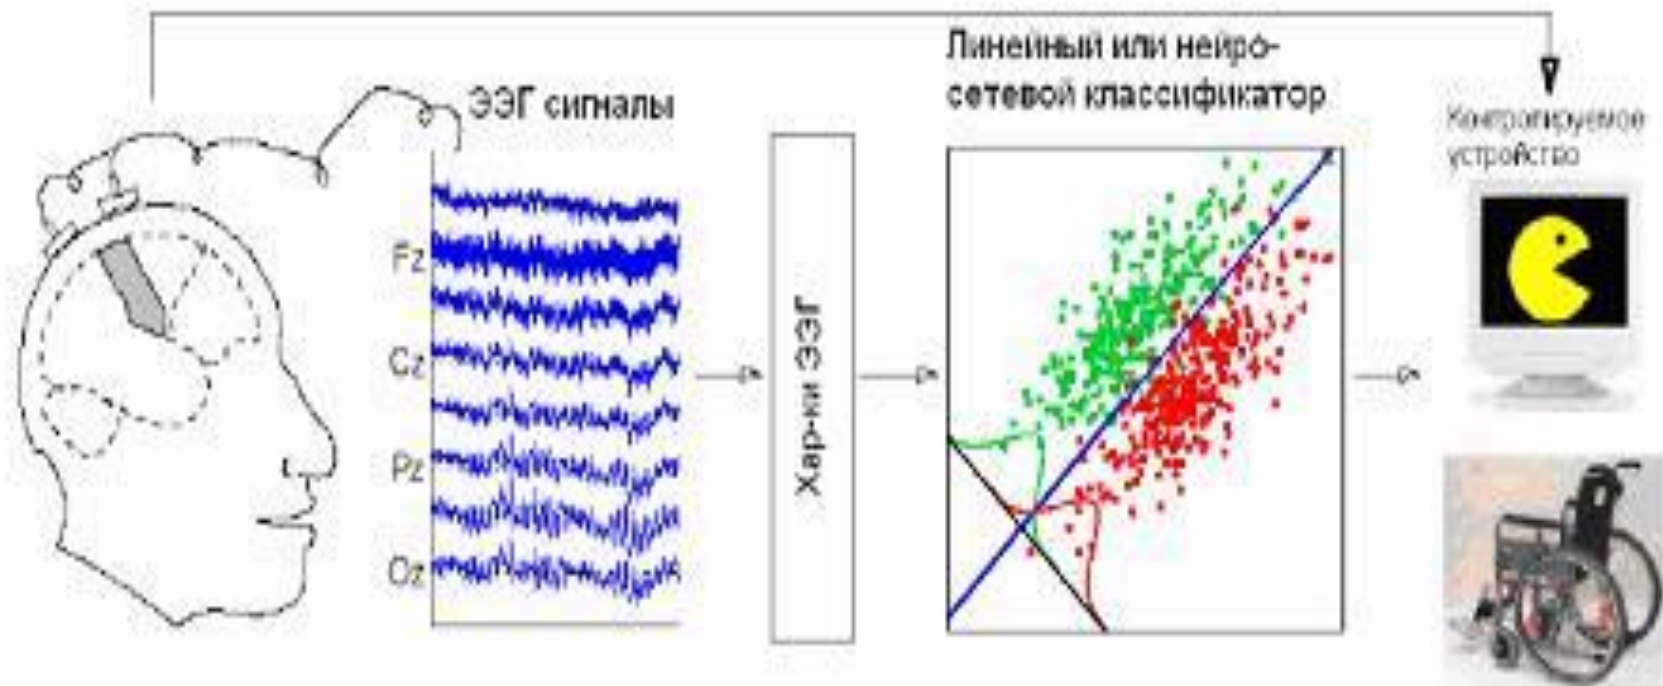 ЭЭГ сигналы
Линейный или нейро-
сетевой классификатор
Контролируемое
устройство
Fz
Cz
Pz
Oz
Хар-ки ЭЭГ